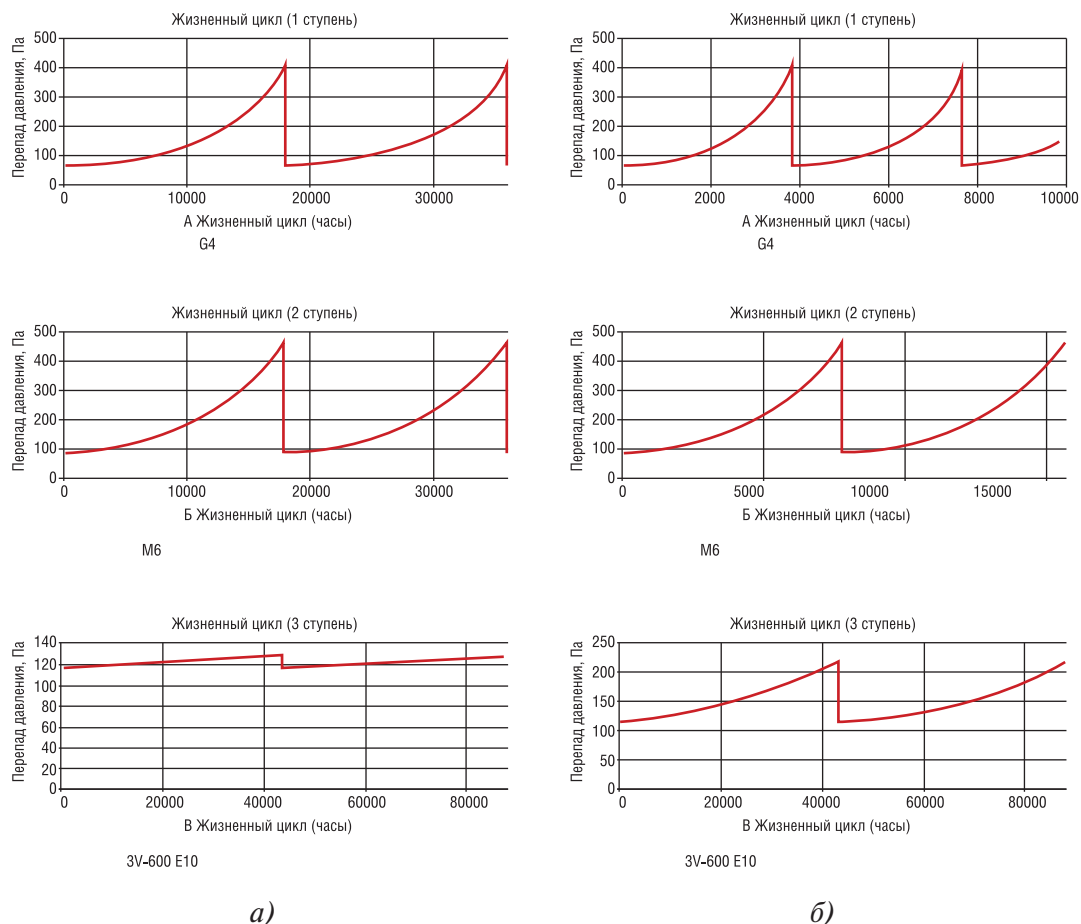 Жизненный цикл (1 ступень)
Перепад давления, Па
500
400
300
200
100
0
0 10000 20000 30000
А Жизненный цикл (часы)
G4
Жизненный цикл (1 ступень)
Перепад давления, Па
500
400
300
200
100
0
0 2000 4000 6000 8000 10000
А Жизненный цикл (часы)
G4
Жизненный цикл (2 ступень)
Перепад давления, Па
500
400
300
200
100
0
0 10000 20000 30000
Б Жизненный цикл (часы)
М6
Жизненный цикл (2 ступень)
Перепад давления, Па
500
400
300
200
100
0
0 5000 10000 15000
Б Жизненный цикл (часы)
М6
Жизненный цикл (3 ступень)
Перепад давления, Па
140
120
100
80
60
40
20
0
0 20000 40000 60000 80000
В Жизненный цикл (часы)
3V-600 E10
Жизненный цикл (3 ступень)
Перепад давления, Па
250
200
150
100
50
0
0 20000 40000 60000 80000
В Жизненный цикл (часы)
3V-600 E10
а)
б)